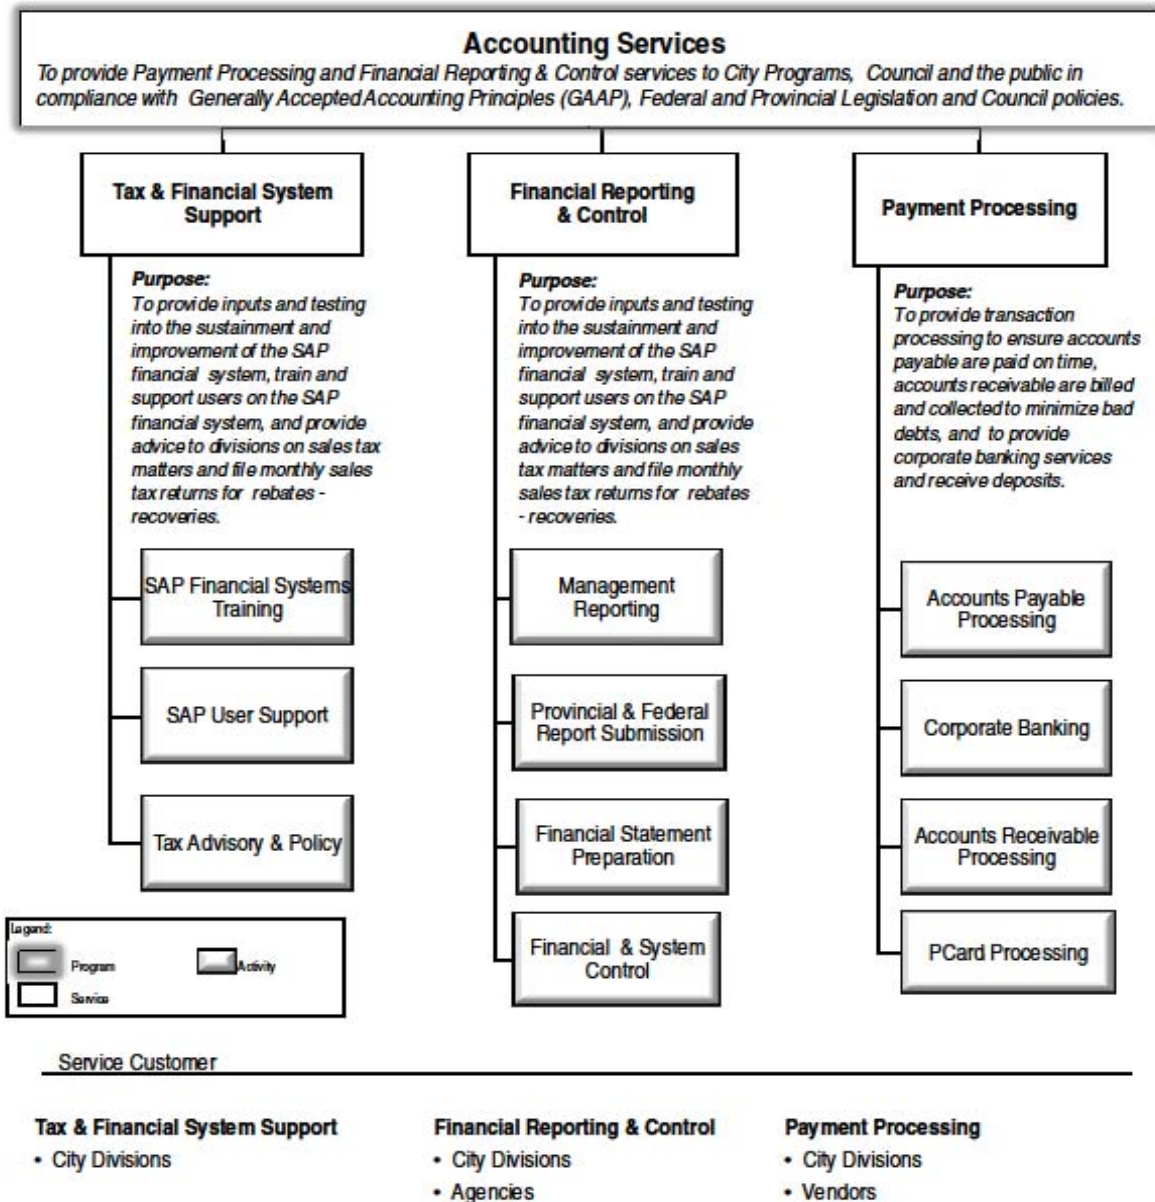 Accounting Services
To provide Payment Processing and Financial Reporting & Control services to City Programs, Council and the public in
compliance with Generally Accepted Accounting Principles (GAAP), Federal and Provincial Legislation and Council policies.
Tax & Financial System
Support
Purpose:
To provide inputs and testing
into the sustainment and
improvement of the SAP
financial system, train and
support users on the SAP
financial system, and provide
advice to divisions on sales tax
matters and file monthly sales
tax returns for rebates -
recoveries.
SAP Financial Systems
Training
SAP User Support
Tax Advisory & Policy
Financial Reporting
& Control
Purpose:
To provide inputs and testing
into the sustainment and
improvement of the SAP
financial system, train and
support users on the SAP
financial system, and provide
advice to divisions on sales
tax matters and file monthly
sales tax returns for rebates
- recoveries.
Management
Reporting
Provincial & Federal
Report Submission
Financial Statement
Preparation
Financial & System
Control
Payment Processing
Purpose:
To provide transaction
processing to ensure accounts
payable are paid on time,
accounts receivable are billed
and collected to minimize bad
debts, and to provide
corporate banking services
and receive deposits.
Accounts Payable
Processing
Corporate Banking
Accounts Receivable
Processing
PCard Processing
Legend:
Program
Activity
Service
Service Customer
Tax & Financial System Support
• City Divisions
Financial Reporting & Control
• City Divisions
• Agencies
Payment Processing
• City Divisions
• Vendors